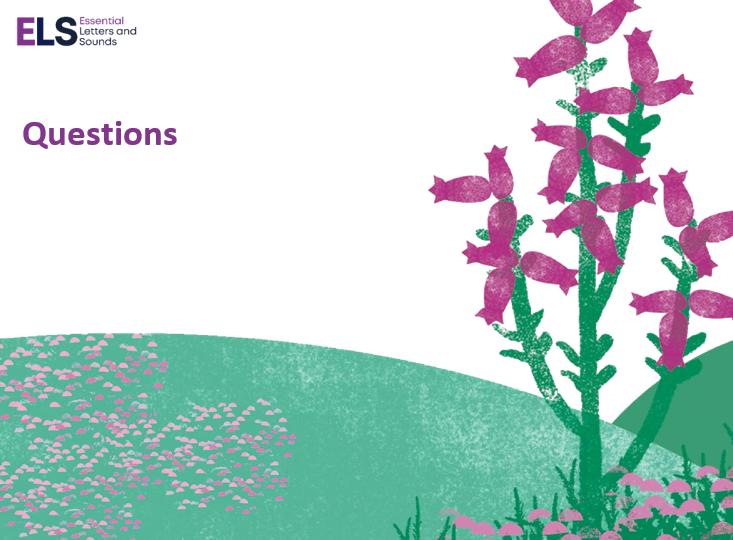 ELS Essential
Letters and
Sounds
Questions